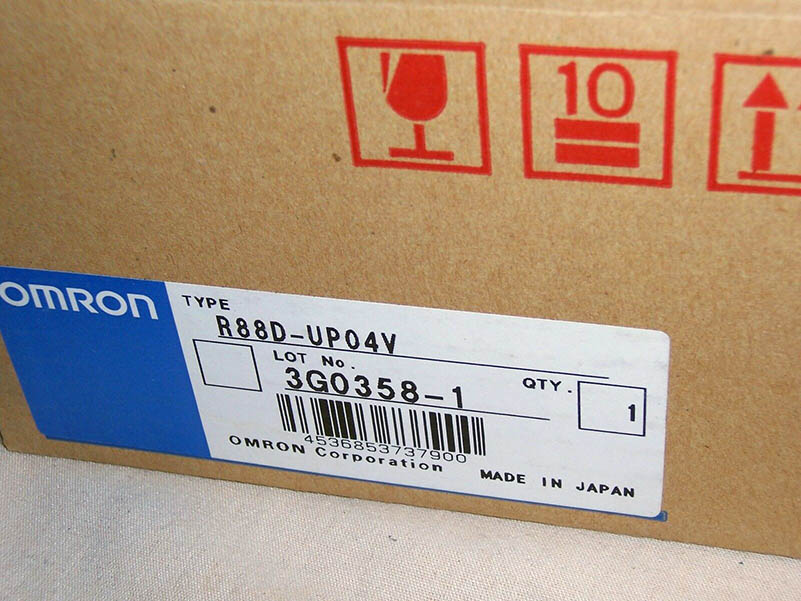 10
OMRON
TYPE
R88D-UP04V
LOT No.
3G0358-1
QTY.
1
4536853737900
OMRON Corporation
MADE IN JAPAN